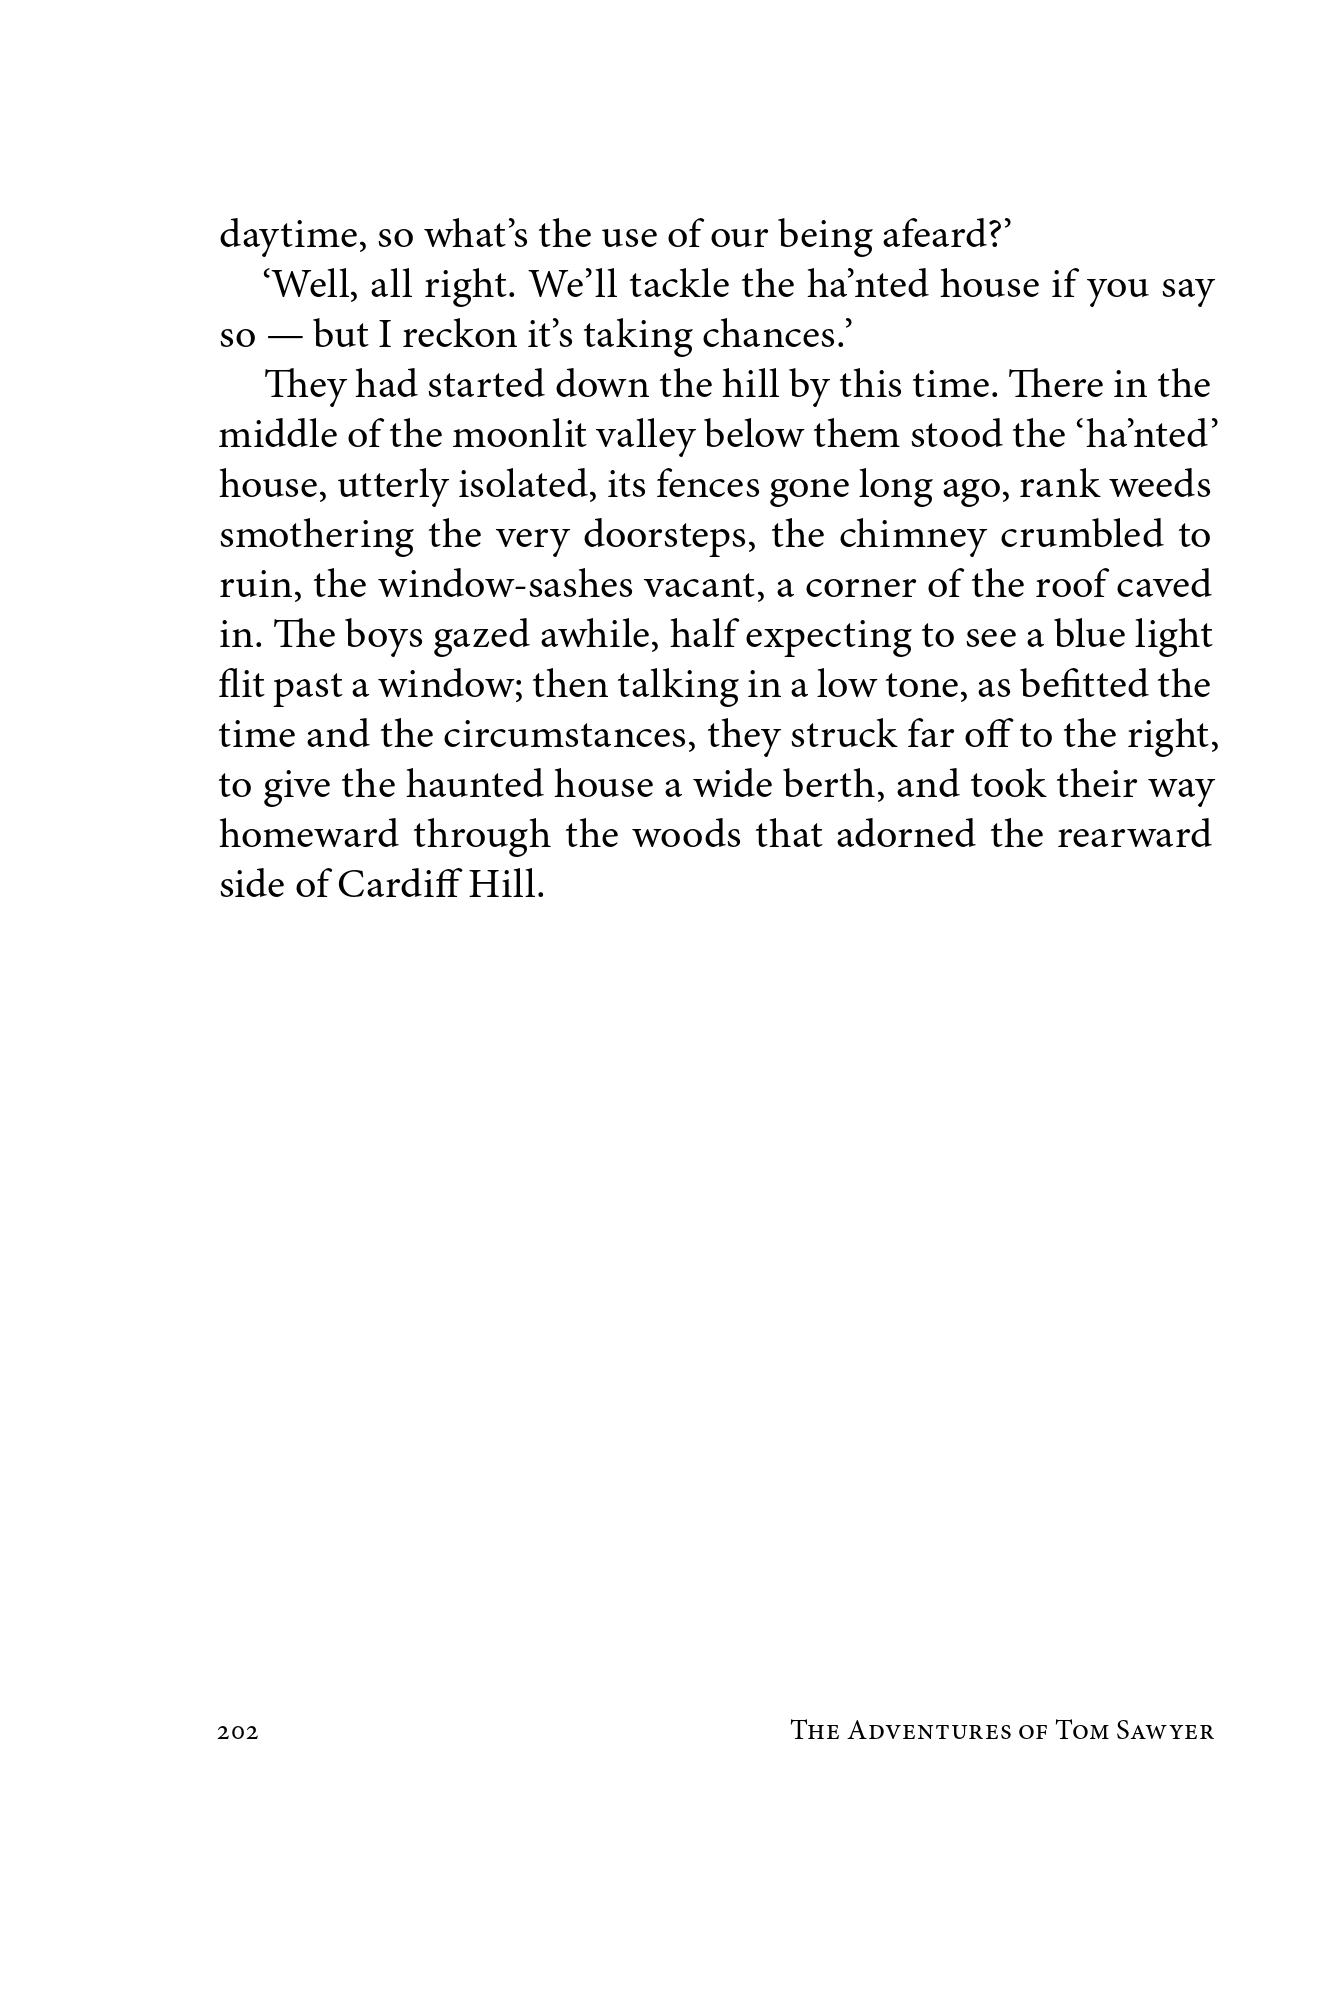 daytime, so what’s the use of our being afeard?’
‘Well, all right. We’ll tackle the ha’nted house if you say
so — but I reckon it’s taking chances.’
They had started down the hill by this time. There in the
middle of the moonlit valley below them stood the ‘ha’nted’
house, utterly isolated, its fences gone long ago, rank weeds
smothering the very doorsteps, the chimney crumbled to
ruin, the window-sashes vacant, a corner of the roof caved
in. The boys gazed awhile, half expecting to see a blue light
flit past a window; then talking in a low tone, as befitted the
time and the circumstances, they struck far off to the right,
to give the haunted house a wide berth, and took their way
homeward through the woods that adorned the rearward
side of Cardiff Hill.
202 The Adventures of Tom Sawyer